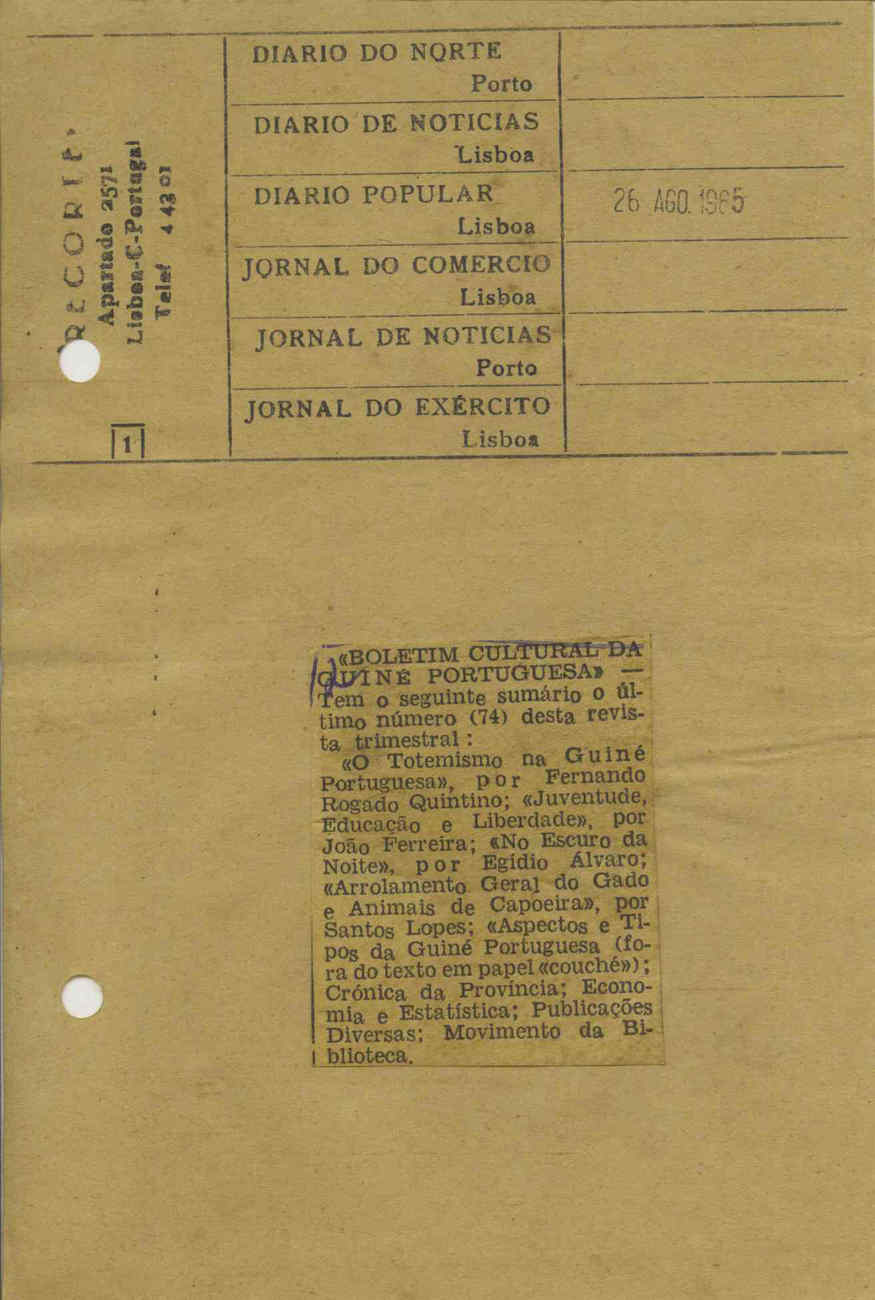 RECORTE
Apartado 2571
Lisboa-C-Portugal
Telef 4 42 01
1
DIARIO DO NORTE
Porto
DIARIO DE NOTICIAS
Lisboa
DIARIO POPULAR
Lisboa
26 AGO. 1965
JORNAL DO COMERCIO
Lisboa
JORNAL DE NOTICIAS
Porto
JORNAL DO EXÉRCITO
Lisboa
«BOLETIM CULTURAL DA
GUINÉ PORTUGUESA» —
Tem o seguinte sumário o úl-
timo número (74) desta revis-
ta trimestral:
«O Totemismo na Guiné
Portuguesa», por Fernando
Rogado Quintino; «Juventude,
Educação e Liberdade», por
João Ferreira; «No Escuro da
Noite», por Egídio Álvaro;
«Arrolamento Geral do Gado
e Animais de Capoeira», por
Santos Lopes; «Aspectos e Ti-
pos da Guiné Portuguesa (fo-
ra do texto em papel «couché»);
Crónica da Província; Econo-
mia e Estatística; Publicações
Diversas; Movimento da Bi-
blioteca.